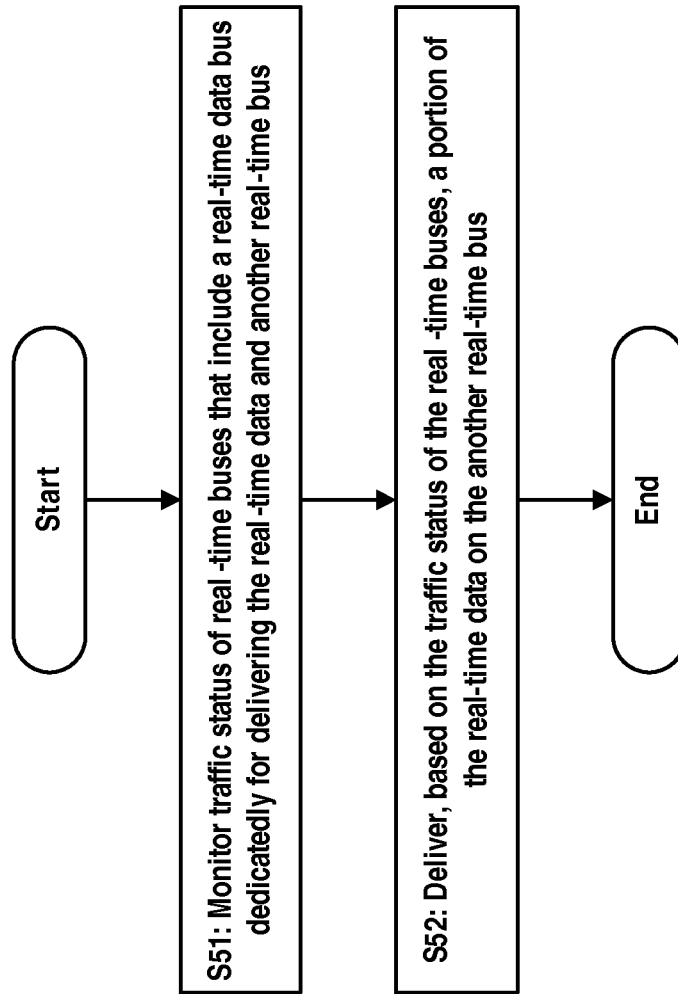 Start
S51: Monitor traffic status of real -time buses that include a real-time data bus
dedicatedly for delivering the real -time data and another real-time bus
S52: Deliver, based on the traffic status of the real -time buses, a portion of
the real-time data on the another real-time bus
End